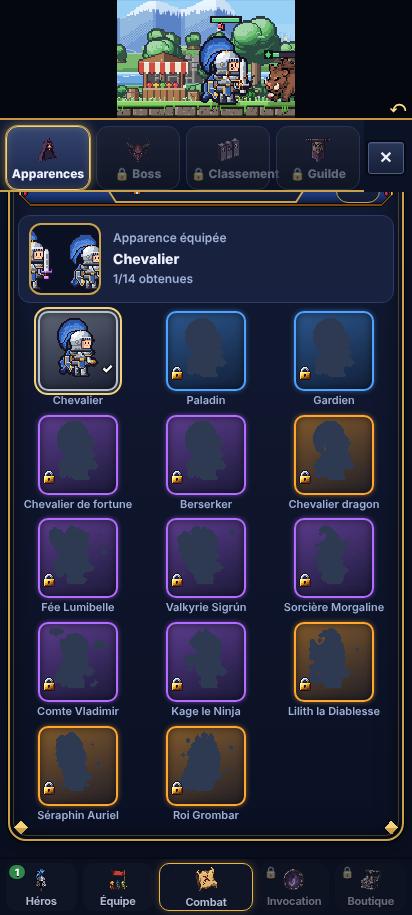 Apparences
Boss
Classement
Guilde
Apparence équipée
Chevalier
1/14 obtenues
Chevalier
Paladin
Gardien
Chevalier de fortune
Berserker
Chevalier dragon
Fée Lumibelle
Valkyrie Sigrún
Sorcière Morgaline
Comte Vladimir
Kage le Ninja
Lilith la Diablesse
Séraphin Auriel
Roi Grombar
1
Héros
Équipe
Combat
Invocation
Boutique